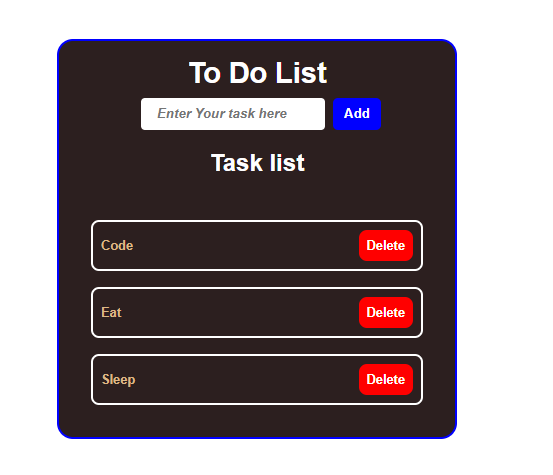 To Do List
Enter Your task here Add
Task list
Code Delete
Eat Delete
Sleep Delete